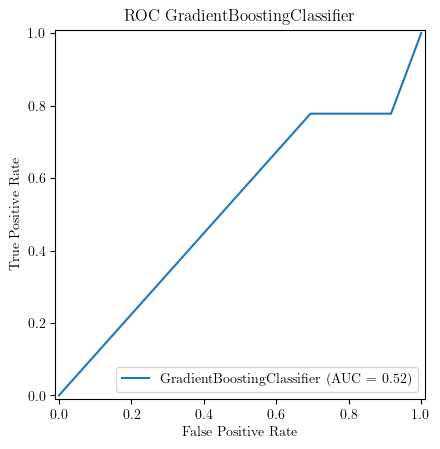 ROC GradientBoostingClassifier
1.0
0.8
0.6
0.4
0.2
0.0
True Positive Rate
GradientBoostingClassifier (AUC = 0.52)
0.0 0.2 0.4 0.6 0.8 1.0
False Positive Rate